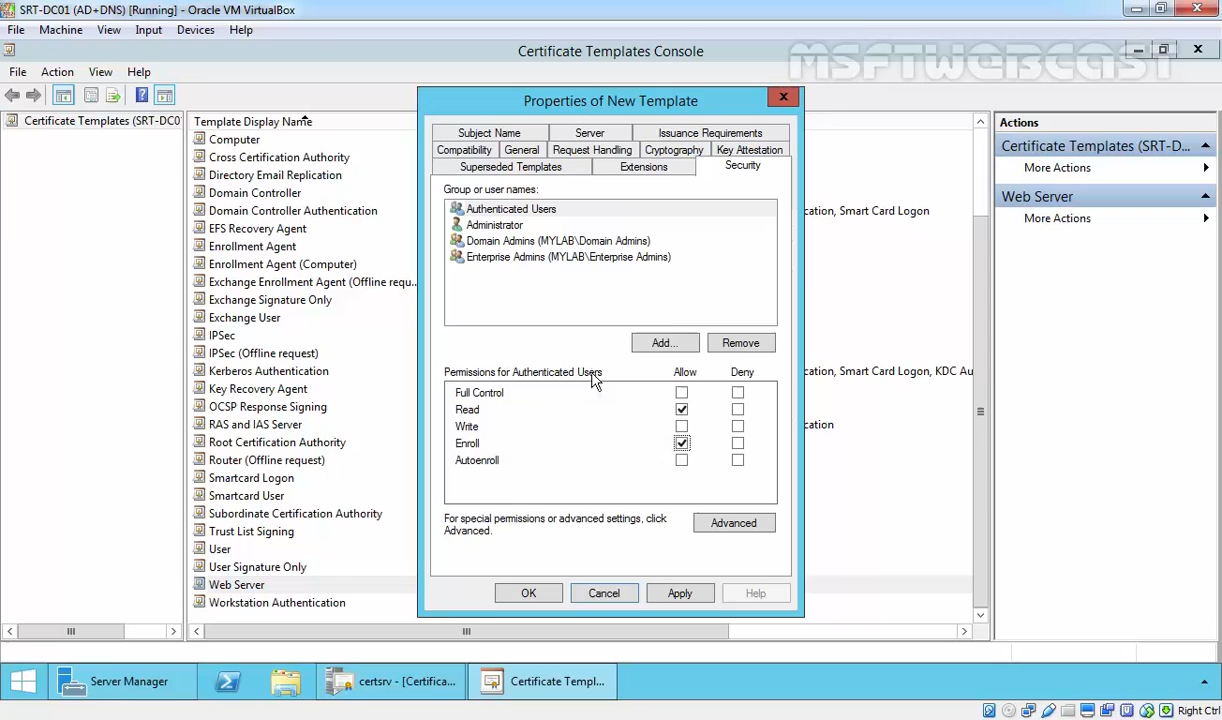 SRT-DC01 (AD+DNS) [Running] - Oracle VM VirtualBox
File Machine View Input Devices Help
Certificate Templates Console
MSFTWEBCAST
File Action View Help
Certificate Templates (SRT-DC0
Template Display Name
Computer
Cross Certification Authority
Directory Email Replication
Domain Controller
Domain Controller Authentication
EFS Recovery Agent
Enrollment Agent
Enrollment Agent (Computer)
Exchange Enrollment Agent (Offline requ...
Exchange Signature Only
Exchange User
IPSec
IPSec (Offline request)
Kerberos Authentication
Key Recovery Agent
OCSP Response Signing
RAS and IAS Server
Root Certification Authority
Router (Offline request)
Smartcard Logon
Smartcard User
Subordinate Certification Authority
Trust List Signing
User
User Signature Only
Web Server
Workstation Authentication
Properties of New Template
Subject Name Server Issuance Requirements
Compatibility General Request Handling Cryptography Key Attestation
Superseded Templates Extensions Security
Group or user names:
Authenticated Users
Administrator
Domain Admins (MYLAB\Domain Admins)
Enterprise Admins (MYLAB\Enterprise Admins)
Add... Remove
Permissions for Authenticated Users Allow Deny
Full Control
Read
Write
Enroll
Autoenroll
For special permissions or advanced settings, click
Advanced.
Advanced
OK Cancel Apply Help
cation, Smart Card Logon
cation, Smart Card Logon, KDC Au
cation
Actions
Certificate Templates (SRT-D...
More Actions
Web Server
More Actions
Server Manager
certsrv - [Certifica...
Certificate Templ...
Right Ctrl